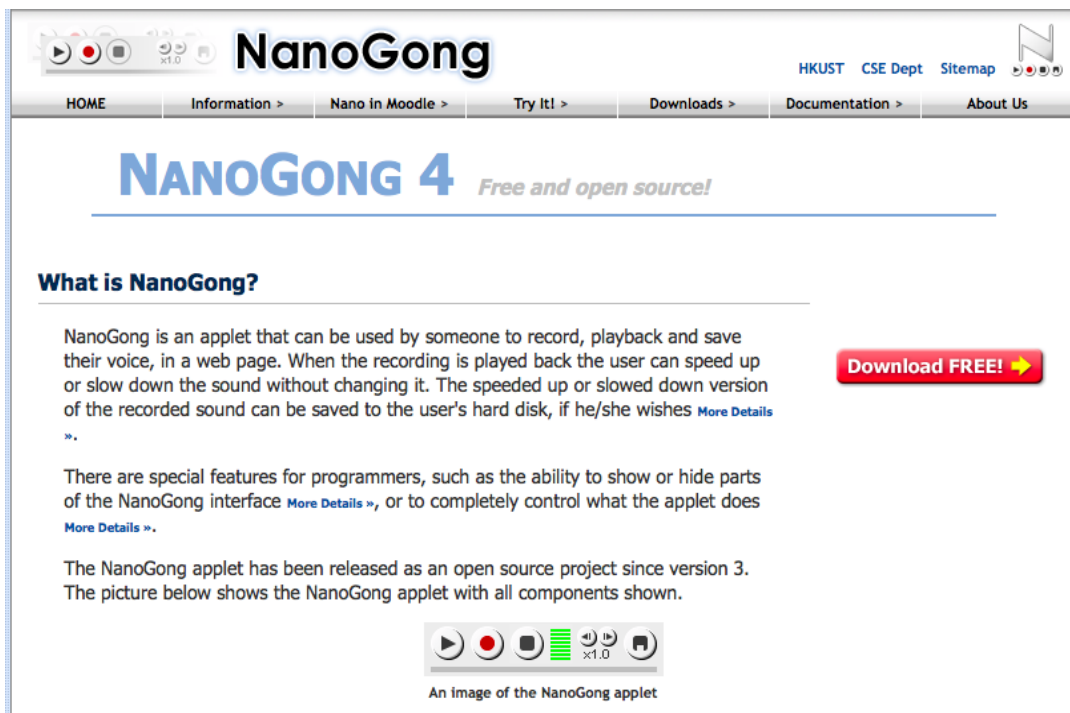 x1.0
NanoGong
HKUST CSE Dept Sitemap
HOME Information > Nano in Moodle > Try It! > Downloads > Documentation > About Us
NANOGONG 4 Free and open source!
What is NanoGong?
NanoGong is an applet that can be used by someone to record, playback and save
their voice, in a web page. When the recording is played back the user can speed up
or slow down the sound without changing it. The speeded up or slowed down version
of the recorded sound can be saved to the user's hard disk, if he/she wishes More Details
».
Download FREE!
There are special features for programmers, such as the ability to show or hide parts
of the NanoGong interface More Details », or to completely control what the applet does
More Details ».
The NanoGong applet has been released as an open source project since version 3.
The picture below shows the NanoGong applet with all components shown.
x1.0
An image of the NanoGong applet